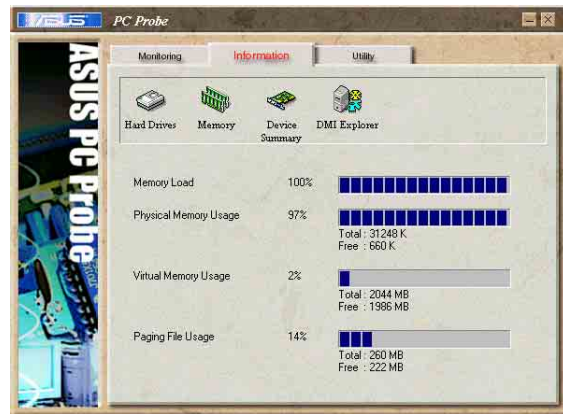 ASUS PC Probe
ASUS PC Probe
Monitoring Information Utility
Hard Drives Memory Device Summary DMI Explorer
Memory Load 100%
Physical Memory Usage 97%
Total : 31248 K
Free : 660 K
Virtual Memory Usage 2%
Total : 2044 MB
Free : 1986 MB
Paging File Usage 14%
Total : 260 MB
Free : 222 MB